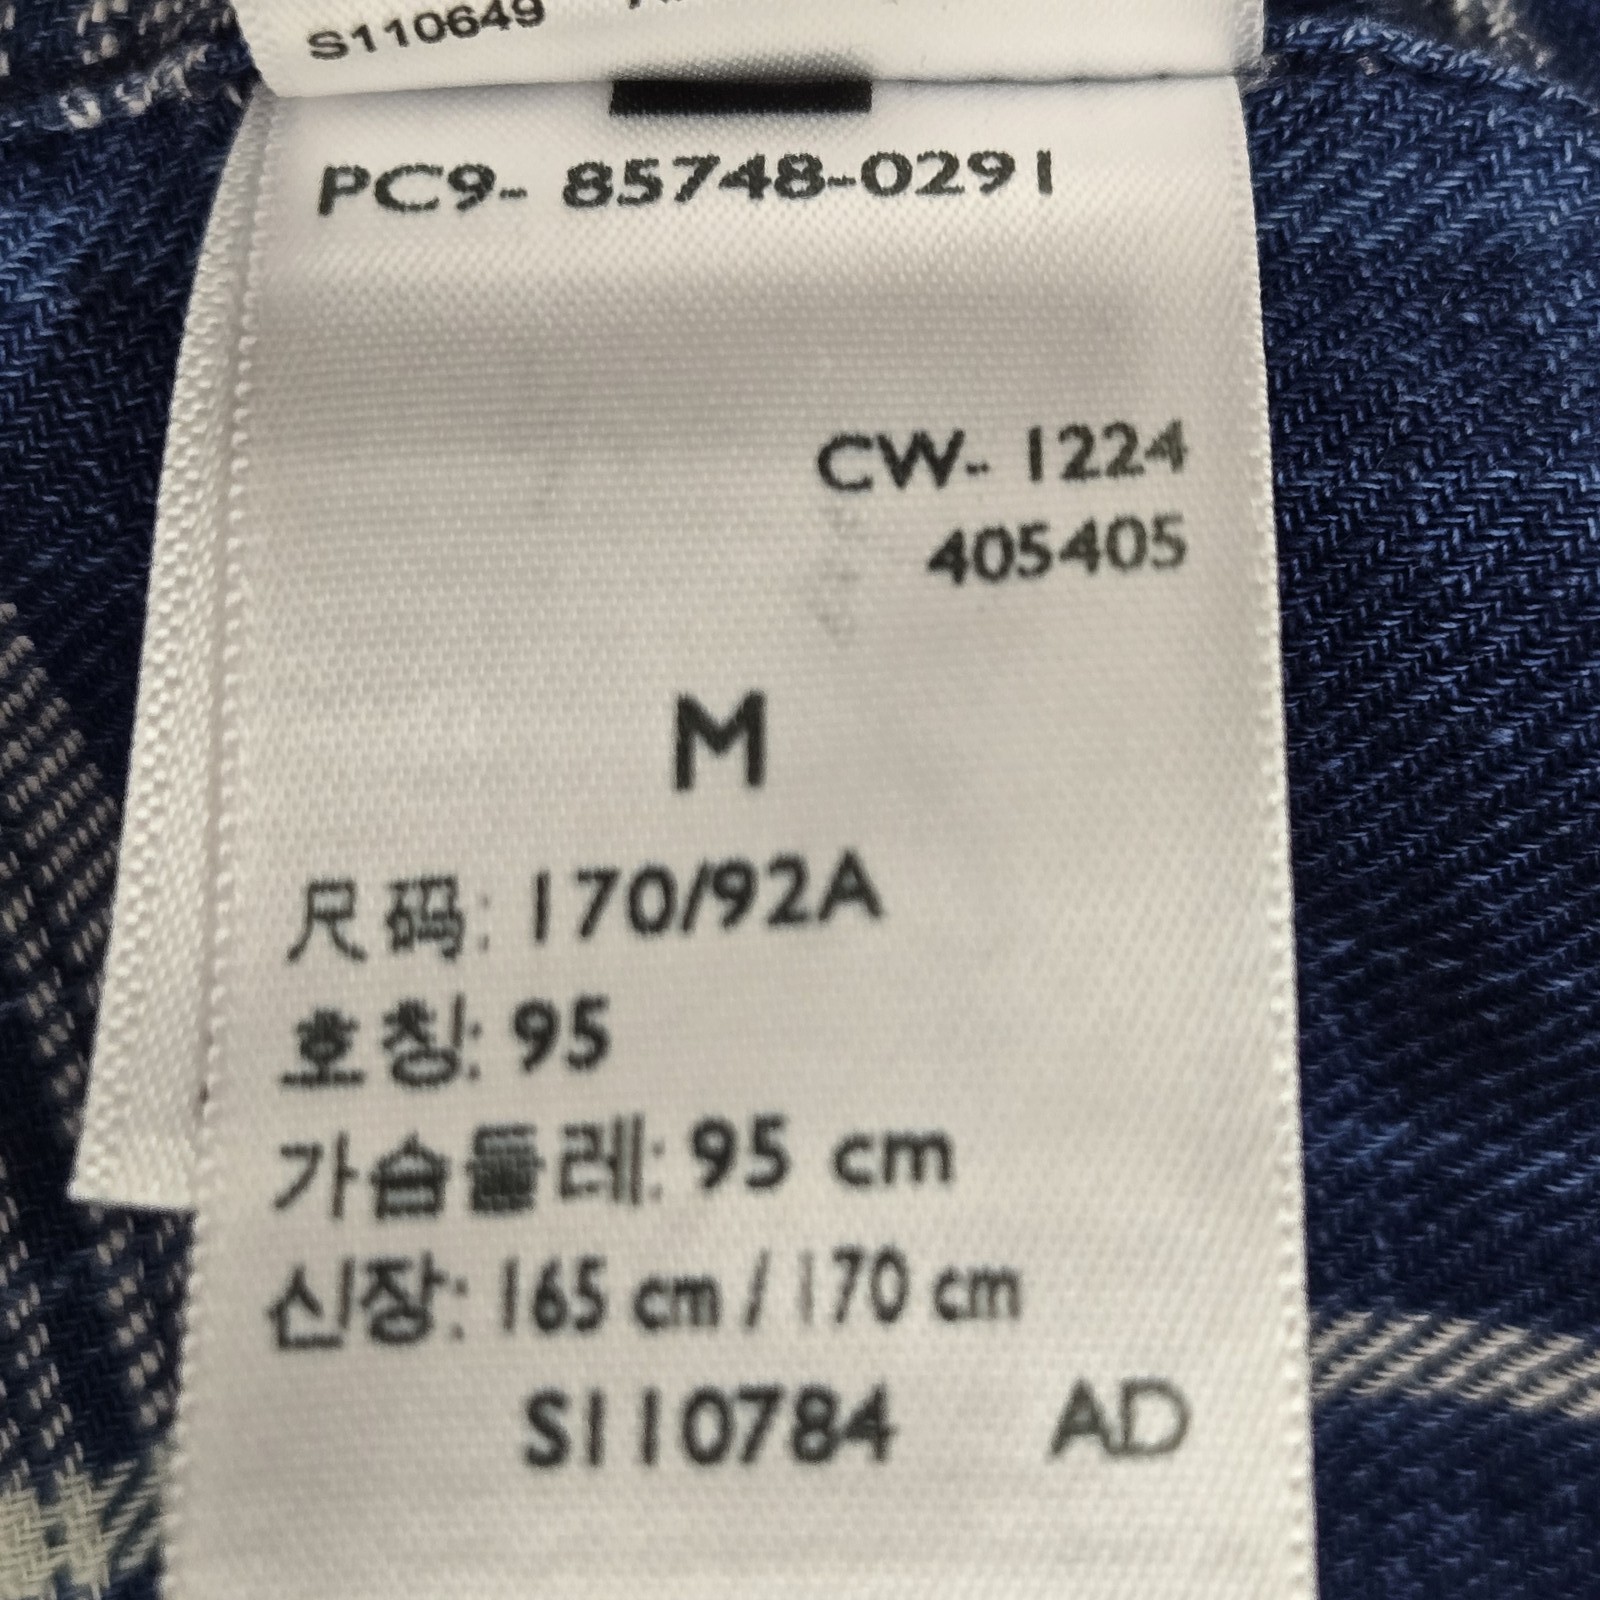 S110649
PC9- 85748-0291
CW- 1224
405405
M
尺码: 170/92A
호칭: 95
가슴둘레: 95 cm
신장: 165 cm / 170 cm
S110784 AD